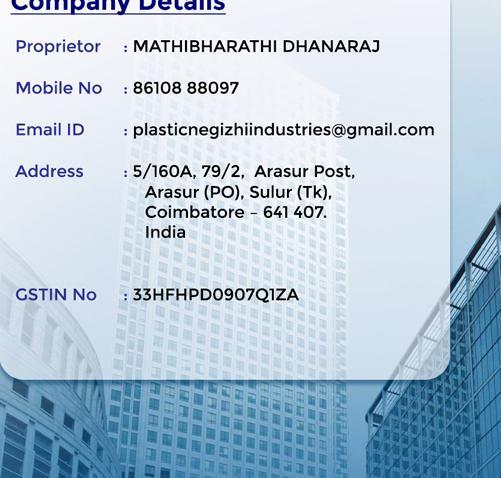 Company Details
Proprietor : MATHIBHARATHI DHANARAJ
Mobile No : 86108 88097
Email ID : plasticnegizhiindustries@gmail.com
Address : 5/160A, 79/2, Arasur Post,
Arasur (PO), Sulur (Tk),
Coimbatore – 641 407.
India
GSTIN No : 33HFHPD0907Q1ZA